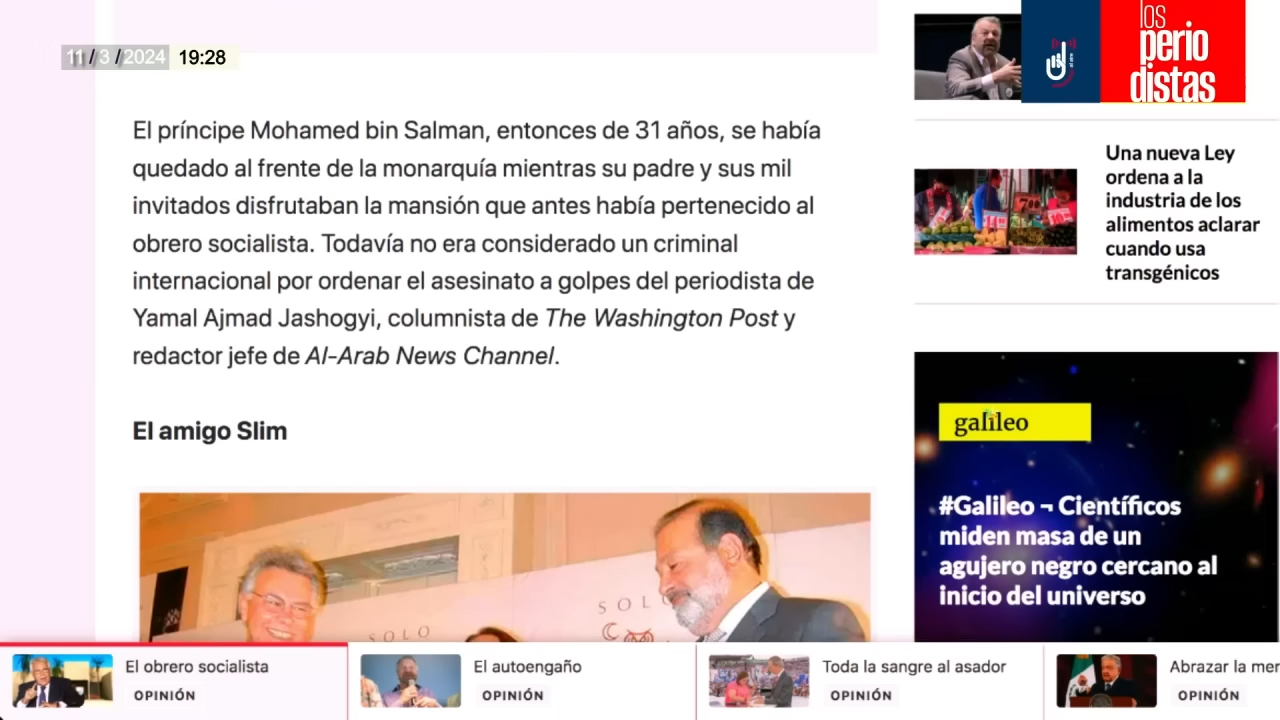 11 / 3 / 2024 19:28
los
perio
distas
El príncipe Mohamed bin Salman, entonces de 31 años, se había
quedado al frente de la monarquía mientras su padre y sus mil
invitados disfrutaban la mansión que antes había pertenecido al
obrero socialista. Todavía no era considerado un criminal
internacional por ordenar el asesinato a golpes del periodista de
Yamal Ajmad Jashogyi, columnista de The Washington Post y
redactor jefe de Al-Arab News Channel.
El amigo Slim
SOLO
SOLO
Una nueva Ley
ordena a la
industria de los
alimentos aclarar
cuando usa
transgénicos
galileo
#Galileo ¬ Científicos
miden masa de un
agujero negro cercano al
inicio del universo
El obrero socialista
OPINIÓN
El autoengaño
OPINIÓN
Toda la sangre al asador
OPINIÓN
Abrazar la mer
OPINIÓN